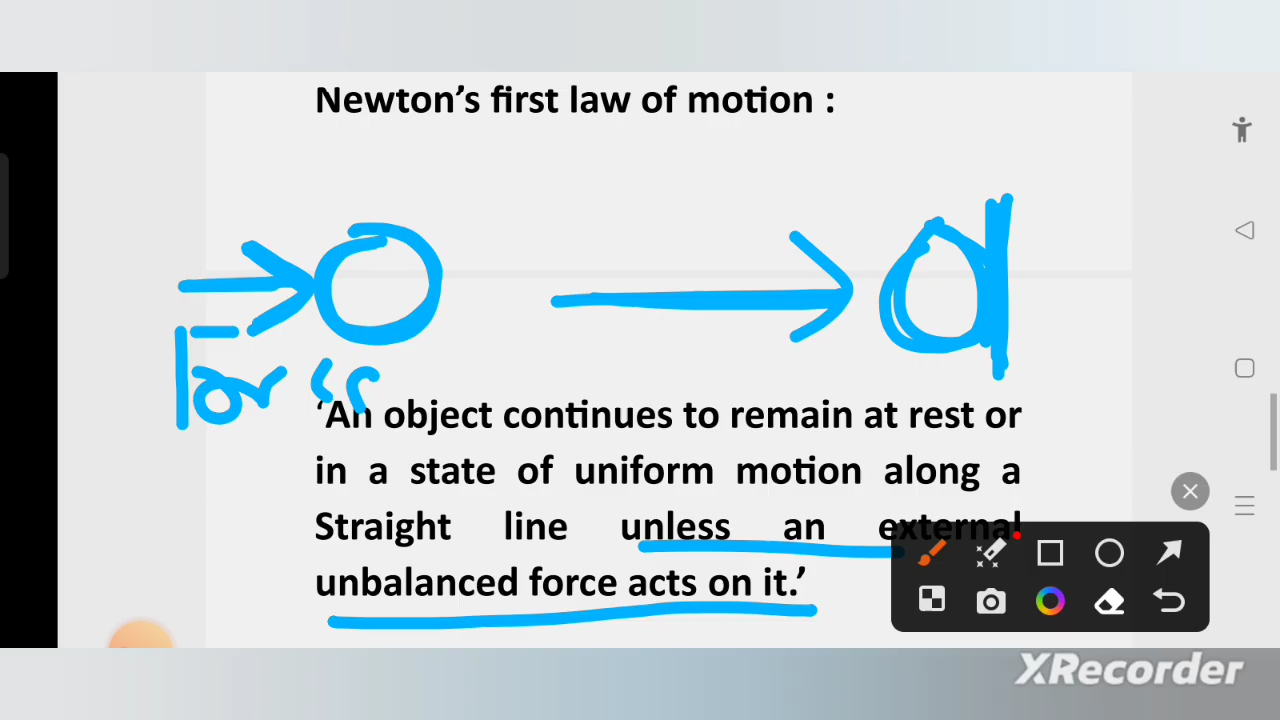 Newton’s first law of motion :
‘An object continues to remain at rest or
in a state of uniform motion along a
Straight line unless an external
unbalanced force acts on it.’
XRecorder